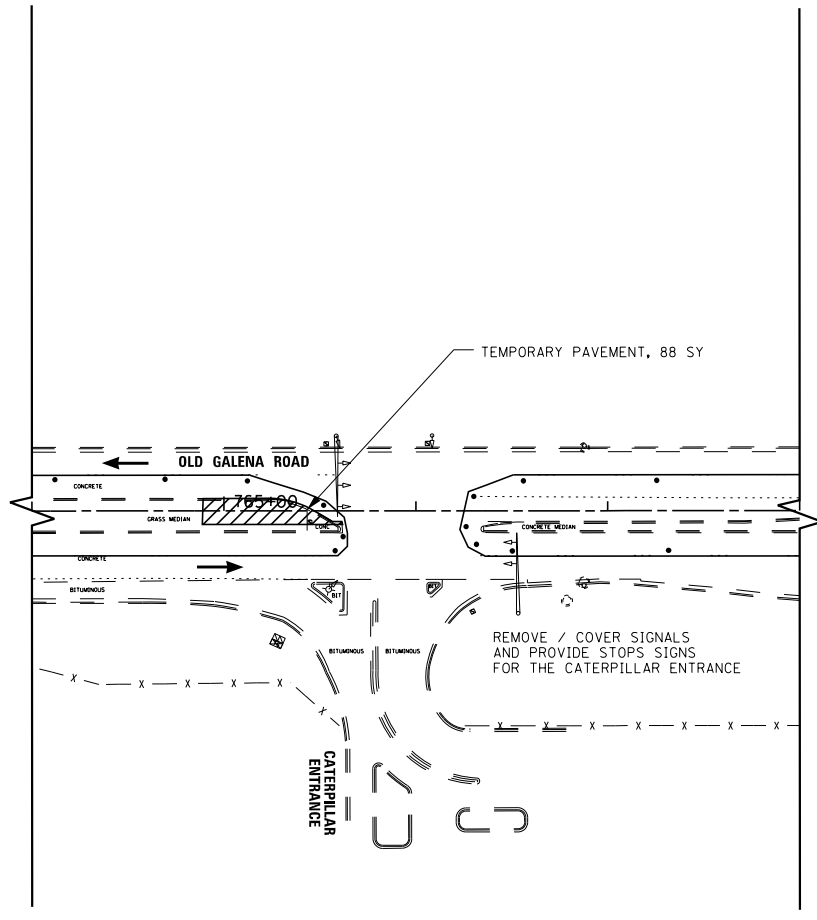 TEMPORARY PAVEMENT, 88 SY
OLD GALENA ROAD
CONCRETE
765+00
GRASS MEDIAN
CONC
CONCRETE MEDIAN
CONCRETE
BITUMINOUS
BIT
BIT
BITUMINOUS
BITUMINOUS
REMOVE / COVER SIGNALS
AND PROVIDE STOPS SIGNS
FOR THE CATERPILLAR ENTRANCE
X X X X X X
X X X X X X
CATERPILLAR
ENTRANCE